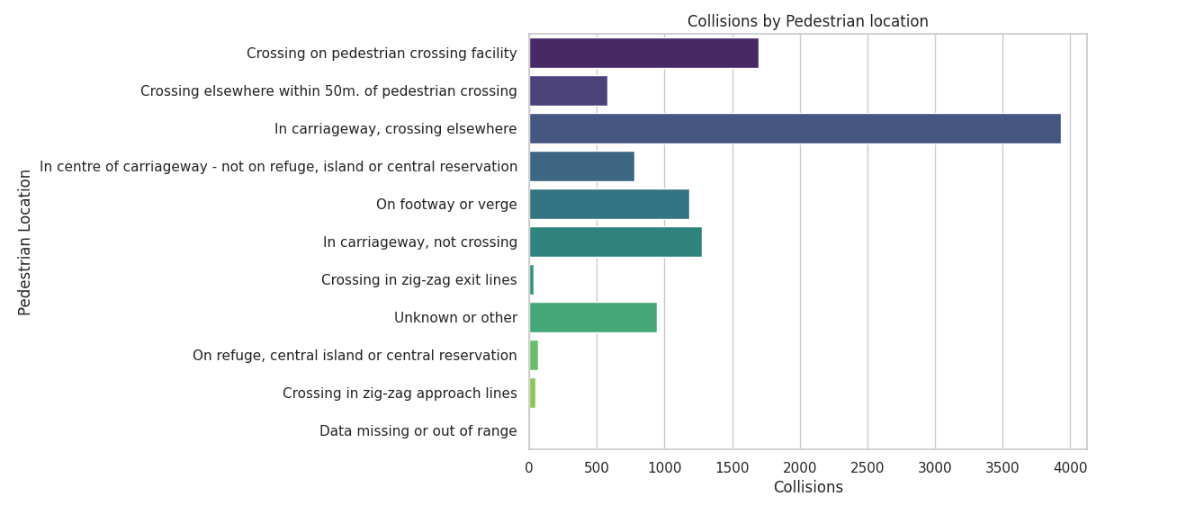 Collisions by Pedestrian location
Pedestrian Location
Crossing on pedestrian crossing facility
Crossing elsewhere within 50m. of pedestrian crossing
In carriageway, crossing elsewhere
In centre of carriageway - not on refuge, island or central reservation
On footway or verge
In carriageway, not crossing
Crossing in zig-zag exit lines
Unknown or other
On refuge, central island or central reservation
Crossing in zig-zag approach lines
Data missing or out of range
0 500 1000 1500 2000 2500 3000 3500 4000
Collisions